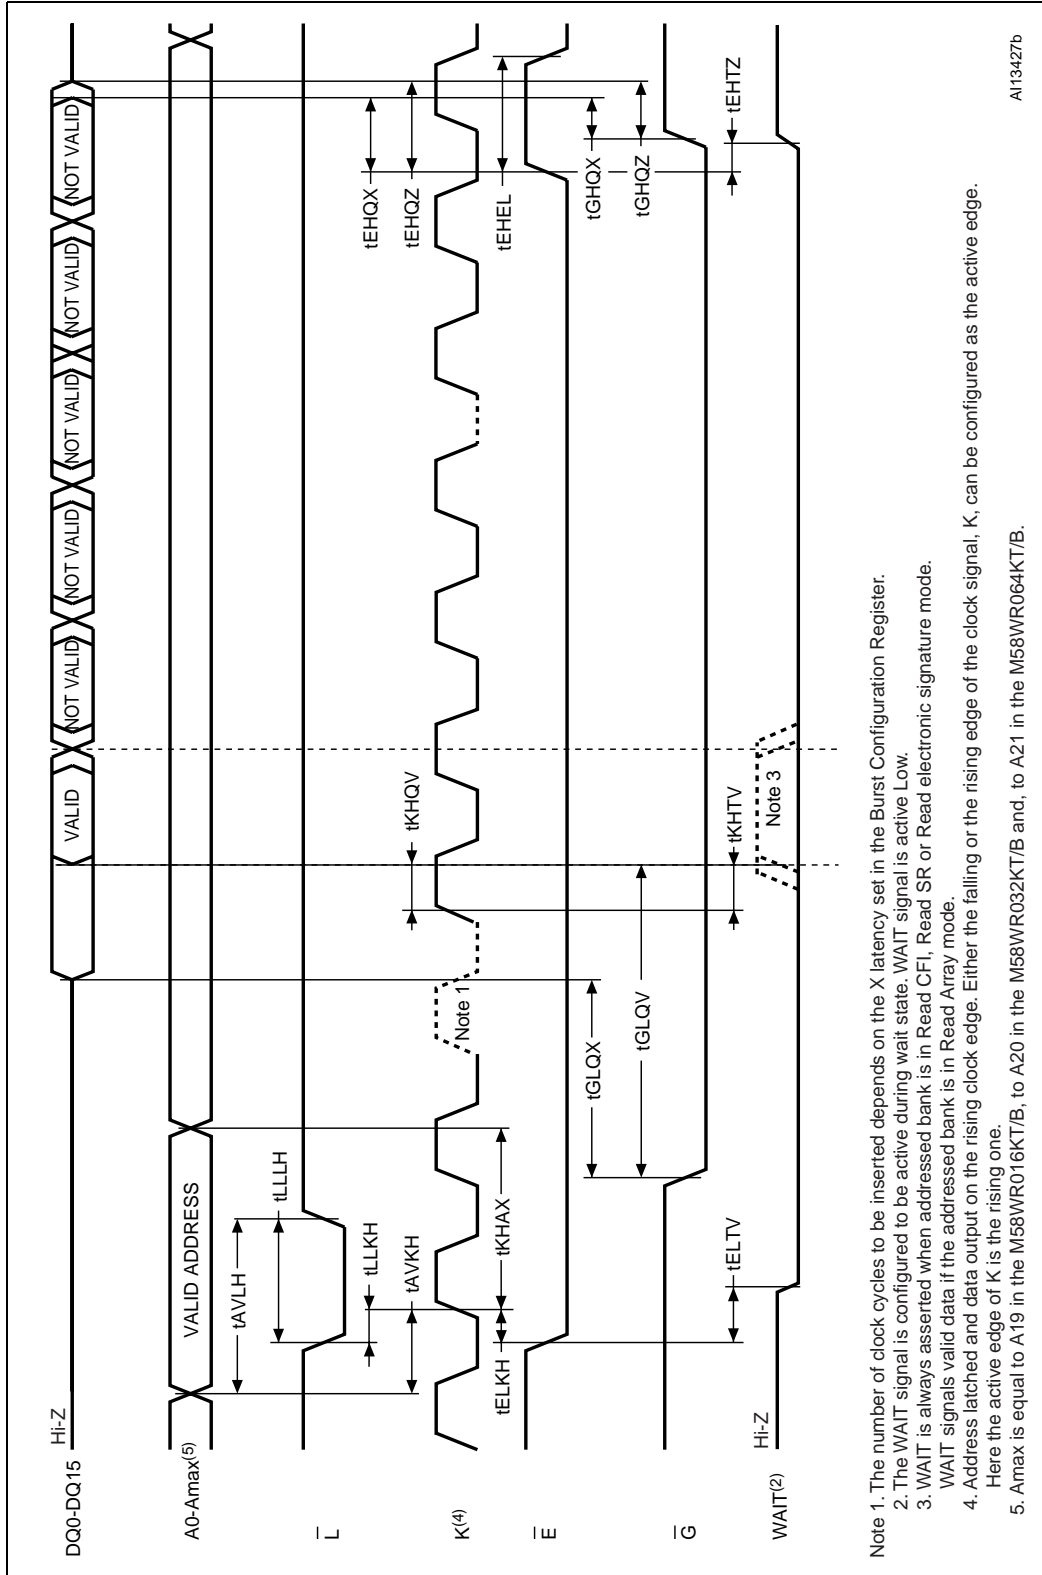 DQ0-DQ15
Hi-Z
VALID
NOT VALID
NOT VALID
NOT VALID
NOT VALID
NOT VALID
A0-Amax(5)
VALID ADDRESS
tAVLH
L
tLLLH
tLLKH
tAVKH
K(4)
Note 1
tKHQV
tEHQX
tEHQZ
tELKH
tKHAX
tEHEL
E
tGLQX
tGHQX
tGLQV
tGHQZ
G
tELTV
tKHTV
tEHTZ
WAIT(2)
Hi-Z
Note 3
Note 1. The number of clock cycles to be inserted depends on the X latency set in the Burst Configuration Register.
2. The WAIT signal is configured to be active during wait state. WAIT signal is active Low.
3. WAIT is always asserted when addressed bank is in Read CFI, Read SR or Read electronic signature mode.
WAIT signals valid data if the addressed bank is in Read Array mode.
4. Address latched and data output on the rising clock edge. Either the falling or the rising edge of the clock signal, K, can be configured as the active edge.
Here the active edge of K is the rising one.
5. Amax is equal to A19 in the M58WR016KT/B, to A20 in the M58WR032KT/B and, to A21 in the M58WR064KT/B.
AI13427b